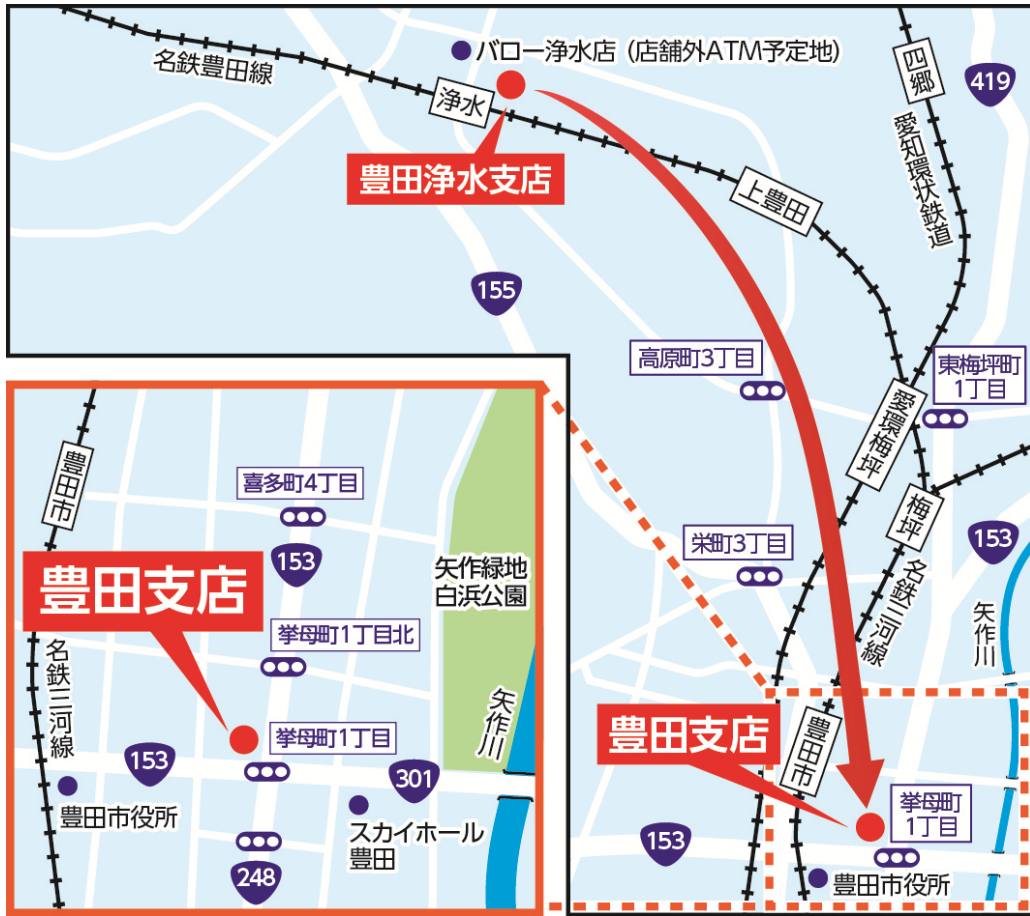 バロー浄水店（店舗外ATM予定地）
名鉄豊田線
浄水
豊田浄水支店
四郷
419
愛知環状鉄道
上豊田
155
高原町3丁目
東梅坪町
1丁目
愛環梅坪
梅坪
栄町3丁目
153
名鉄三河線
矢作川
豊田支店
豊田市
挙母町
1丁目
153
豊田市役所
豊田市
喜多町4丁目
153
豊田支店
矢作緑地
白浜公園
挙母町1丁目北
名鉄三河線
矢作川
挙母町1丁目
153
301
豊田市役所
スカイホール
豊田
248